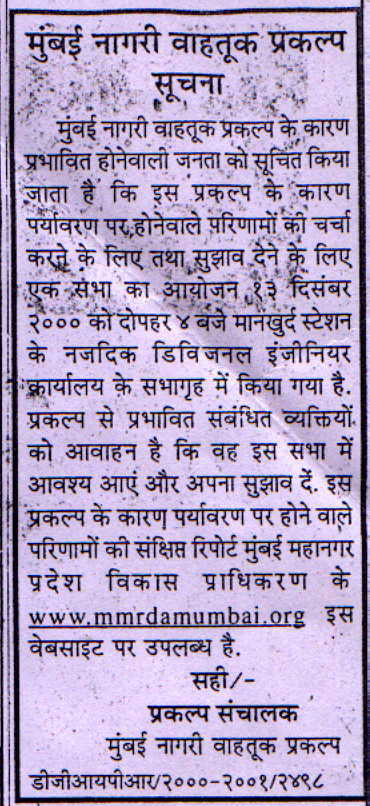 मुंबई नागरी वाहतूक प्रकल्प
सूचना
मुंबई नागरी वाहतूक प्रकल्प के कारण
प्रभावित होनेवाली जनता को सूचित किया
जाता है कि इस प्रकल्प के कारण
पर्यावरण पर होनेवाले परिणामों की चर्चा
करने के लिए तथा सुझाव देने के लिए
एक सभा का आयोजन १३ दिसंबर
२००० को दोपहर ४ बजे मानखुर्द स्टेशन
के नजदिक डिविजनल इंजीनियर
कार्यालय के सभागृह में किया गया है.
प्रकल्प से प्रभावित संबंधित व्यक्तियों
को आवाहन है कि वह इस सभा में
आवश्य आएं और अपना सुझाव दें. इस
प्रकल्प के कारण पर्यावरण पर होने वाले
परिणामों की संक्षिप्त रिपोर्ट मुंबई महानगर
प्रदेश विकास प्राधिकरण के
www.mmrdamumbai.org इस
वेबसाइट पर उपलब्ध है.
सही/-
प्रकल्प संचालक
मुंबई नागरी वाहतूक प्रकल्प
डीजीआयपीआर/२०००-२००१/२४९८